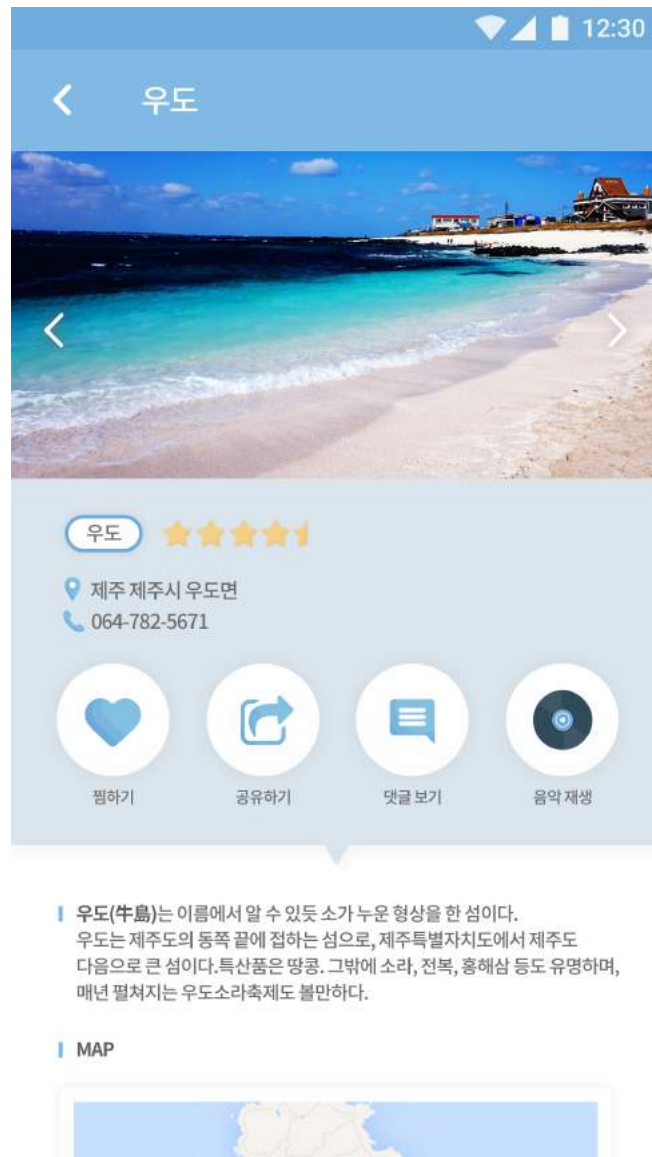 12:30
우도
우도
제주 제주시 우도면
064-782-5671
찜하기
공유하기
댓글 보기
음악 재생
우도(牛島)는 이름에서 알 수 있듯 소가 누운 형상을 한 섬이다.
우도는 제주도의 동쪽 끝에 접하는 섬으로, 제주특별자치도에서 제주도
다음으로 큰 섬이다.특산품은 땅콩. 그밖에 소라, 전복, 홍해삼 등도 유명하며,
매년 펼쳐지는 우도소라축제도 볼만하다.
MAP